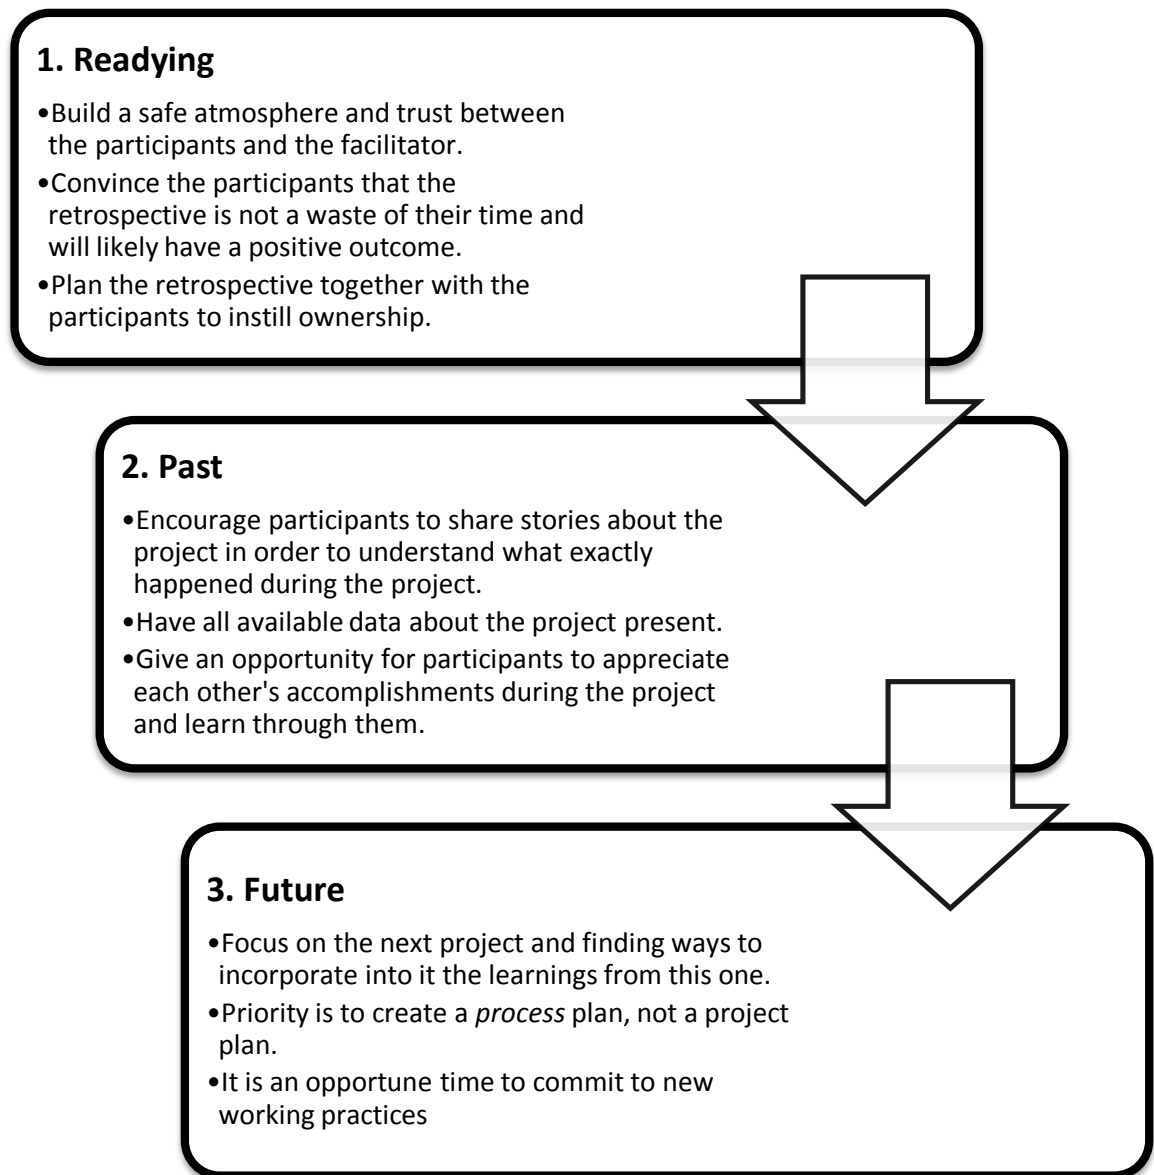 1. Readying
•Build a safe atmosphere and trust between
the participants and the facilitator.
•Convince the participants that the
retrospective is not a waste of their time and
will likely have a positive outcome.
•Plan the retrospective together with the
participants to instill ownership.
2. Past
•Encourage participants to share stories about the
project in order to understand what exactly
happened during the project.
•Have all available data about the project present.
•Give an opportunity for participants to appreciate
each other's accomplishments during the project
and learn through them.
3. Future
•Focus on the next project and finding ways to
incorporate into it the learnings from this one.
•Priority is to create a process plan, not a project
plan.
•It is an opportune time to commit to new
working practices